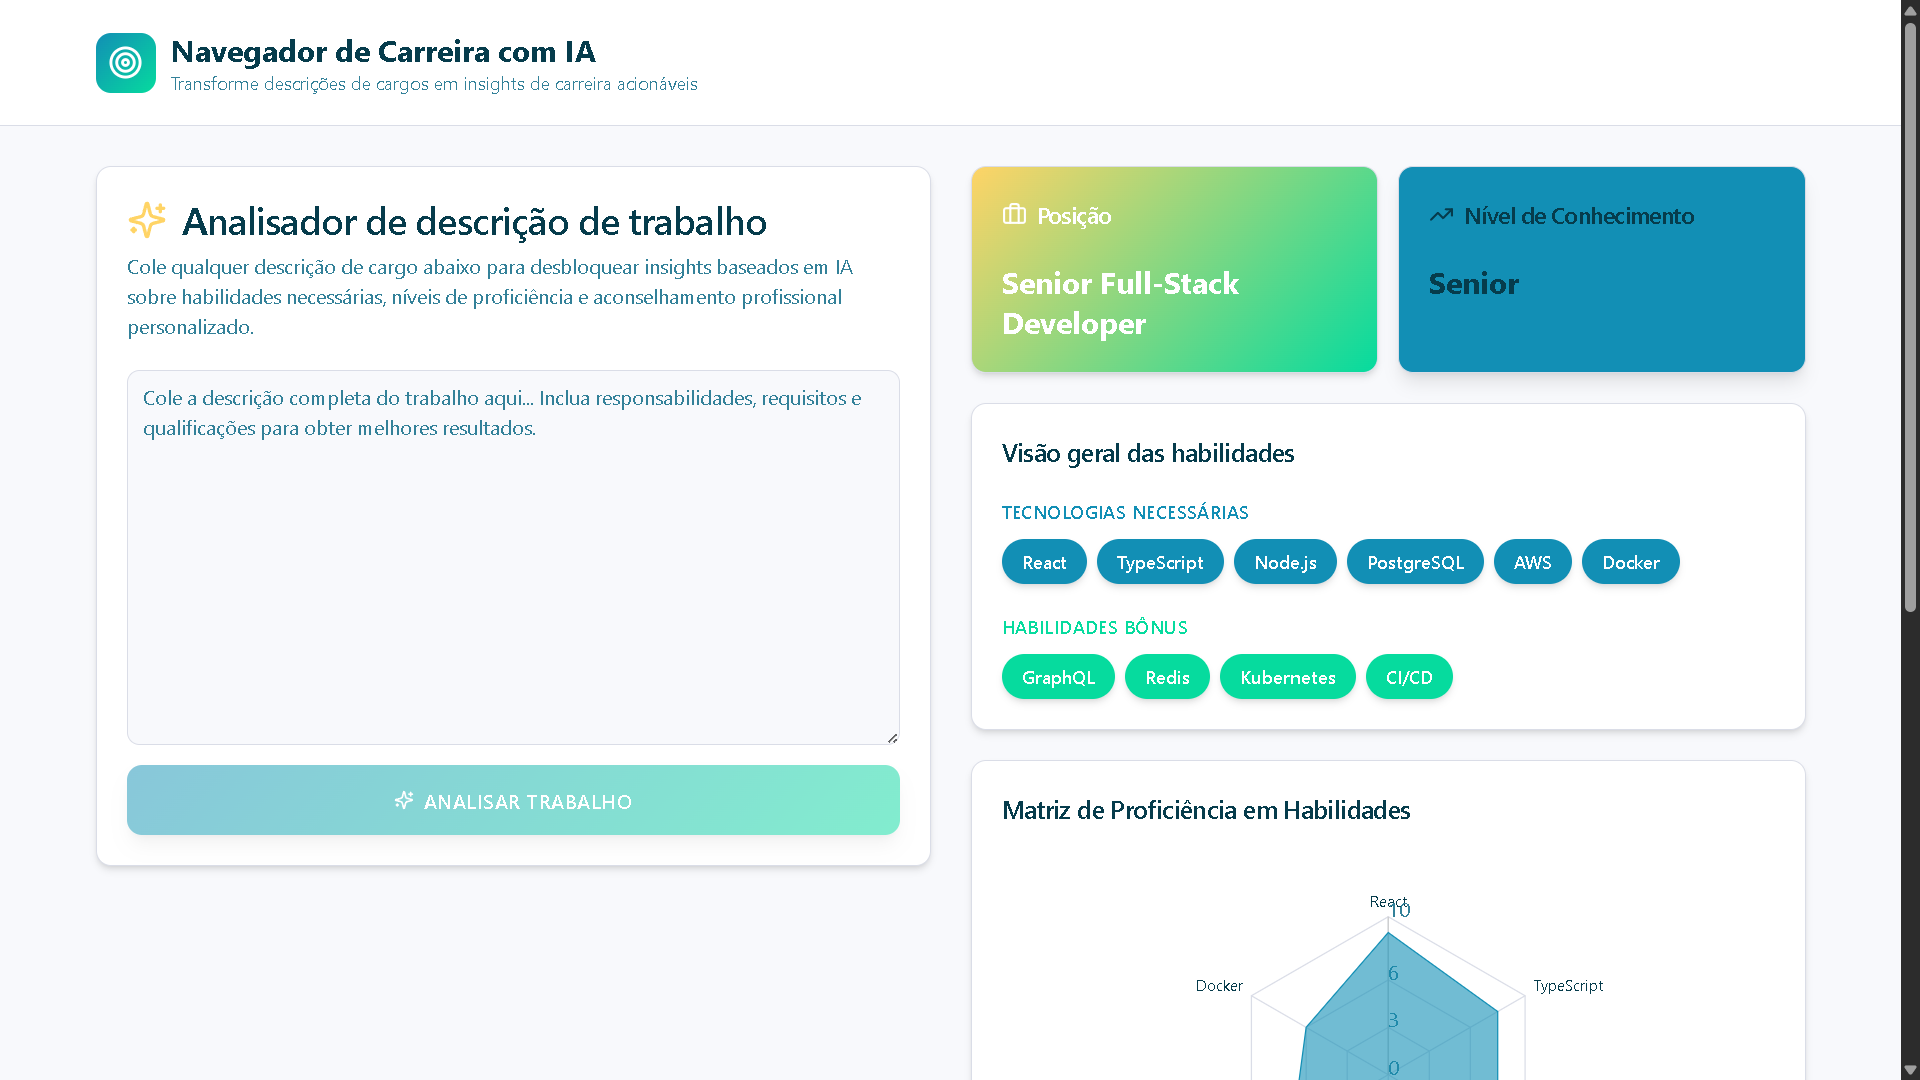 Navegador de Carreira com IA
Transforme descrições de cargos em insights de carreira acionáveis
Analisador de descrição de trabalho
Cole qualquer descrição de cargo abaixo para desbloquear insights baseados em IA
sobre habilidades necessárias, níveis de proficiência e aconselhamento profissional
personalizado.
Cole a descrição completa do trabalho aqui... Inclua responsabilidades, requisitos e
qualificações para obter melhores resultados.
ANALISAR TRABALHO
Posição
Senior Full-Stack
Developer
Nível de Conhecimento
Senior
Visão geral das habilidades
TECNOLOGIAS NECESSÁRIAS
React TypeScript Node.js PostgreSQL AWS Docker
HABILIDADES BÔNUS
GraphQL Redis Kubernetes CI/CD
Matriz de Proficiência em Habilidades
React
10
6
Docker
TypeScript
3
0